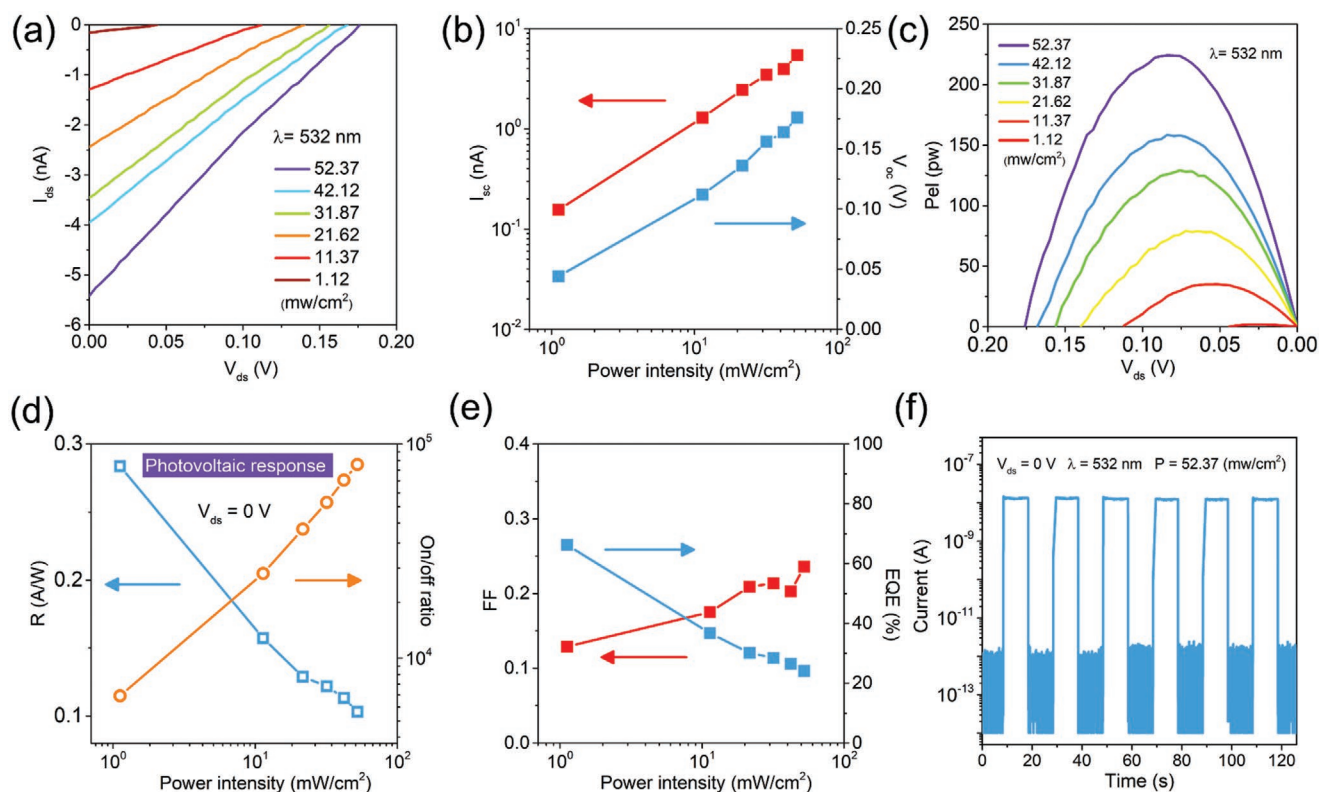 (a)
0
-1
-2
-3
-4
-5
-6
I_ds (nA)
λ= 532 nm
52.37
42.12
31.87
21.62
11.37
1.12
(mw/cm²)
0.00 0.05 0.10 0.15 0.20
V_ds (V)
(b)
10¹
10⁰
10⁻¹
10⁻²
I_sc (nA)
0.25
0.20
0.15
0.10
0.05
0.00
V_oc (V)
10⁰ 10¹ 10²
Power intensity (mW/cm²)
(c)
250
225
150
75
50
25
0
Pel (pw)
52.37
42.12
31.87
21.62
11.37
1.12
(mw/cm²)
λ= 532 nm
0.20 0.15 0.10 0.05 0.00
V_ds (V)
(d)
0.3
0.2
0.1
R (A/W)
Photovoltaic response
V_ds = 0 V
10⁵
10⁴
On/off ratio
10⁰ 10¹ 10²
Power intensity (mW/cm²)
(e)
0.4
0.3
0.2
0.1
0.0
FF
100
80
60
40
20
0
EQE (%)
10⁰ 10¹ 10²
Power intensity (mW/cm²)
(f)
10⁻⁷
10⁻⁹
10⁻¹¹
10⁻¹³
Current (A)
V_ds = 0 V λ = 532 nm P = 52.37 (mw/cm²)
0 20 40 60 80 100 120
Time (s)